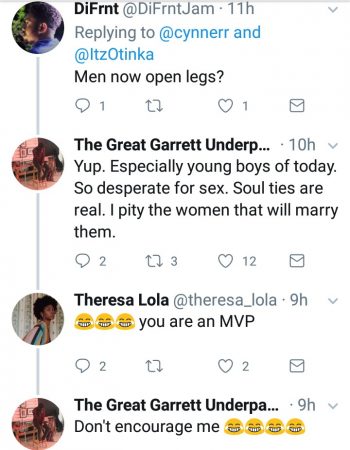 DiFrnt @DiFrntJam · 11h
Replying to @cynnerr and
@ItzOtinka
Men now open legs?
1 1
The Great Garrett Underp... · 10h
Yup. Especially young boys of today.
So desperate for sex. Soul ties are
real. I pity the women that will marry
them.
2 3 12
Theresa Lola @theresa_lola · 9h
😂😂😂 you are an MVP
2 2
The Great Garrett Underpa... · 9h
Don't encourage me 😂😂😂😂